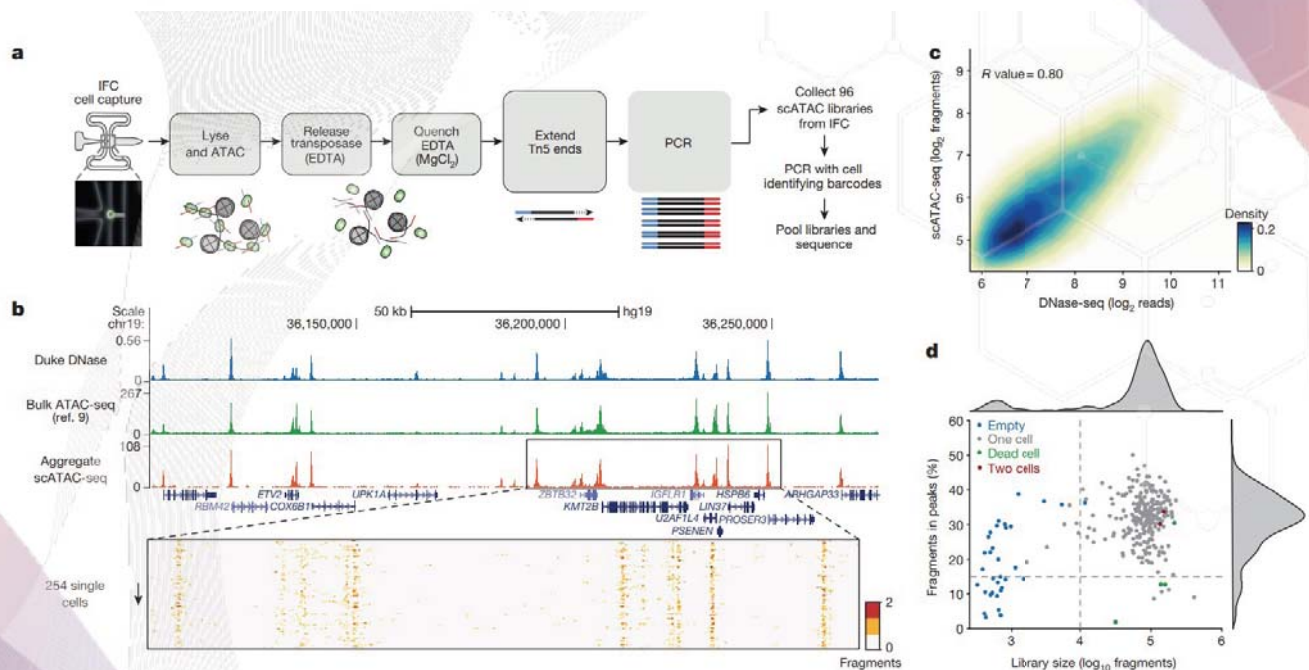 a
IFC
cell capture
Lyse
and ATAC
Release
transposase
(EDTA)
Quench
EDTA
(MgCl2)
Extend
Tn5 ends
PCR
Collect 96
scATAC libraries
from IFC
PCR with cell
identifying barcodes
Pool libraries and
sequence
b
Scale
chr19:
50 kb
hg19
36,150,000
36,200,000
36,250,000
0.56
Duke DNase
0
267
Bulk ATAC-seq
(ref. 9)
0
108
Aggregate
scATAC-seq
0
ETV2
UPK1A
ZBTB32
IGFLR1
HSPB6
ARHGAP33
RBM42
COX6B1
KMT2B
LIN37
U2AF1L4
PROSER3
PSENEN
254 single
cells
2
0
Fragments
c
R value = 0.80
scATAC-seq (log2 fragments)
9
8
7
6
5
Density
0.2
0
6
7
8
9
10
11
DNase-seq (log2 reads)
d
Fragments in peaks (%)
60
50
40
30
20
10
0
Empty
One cell
Dead cell
Two cells
3
4
5
6
Library size (log10 fragments)